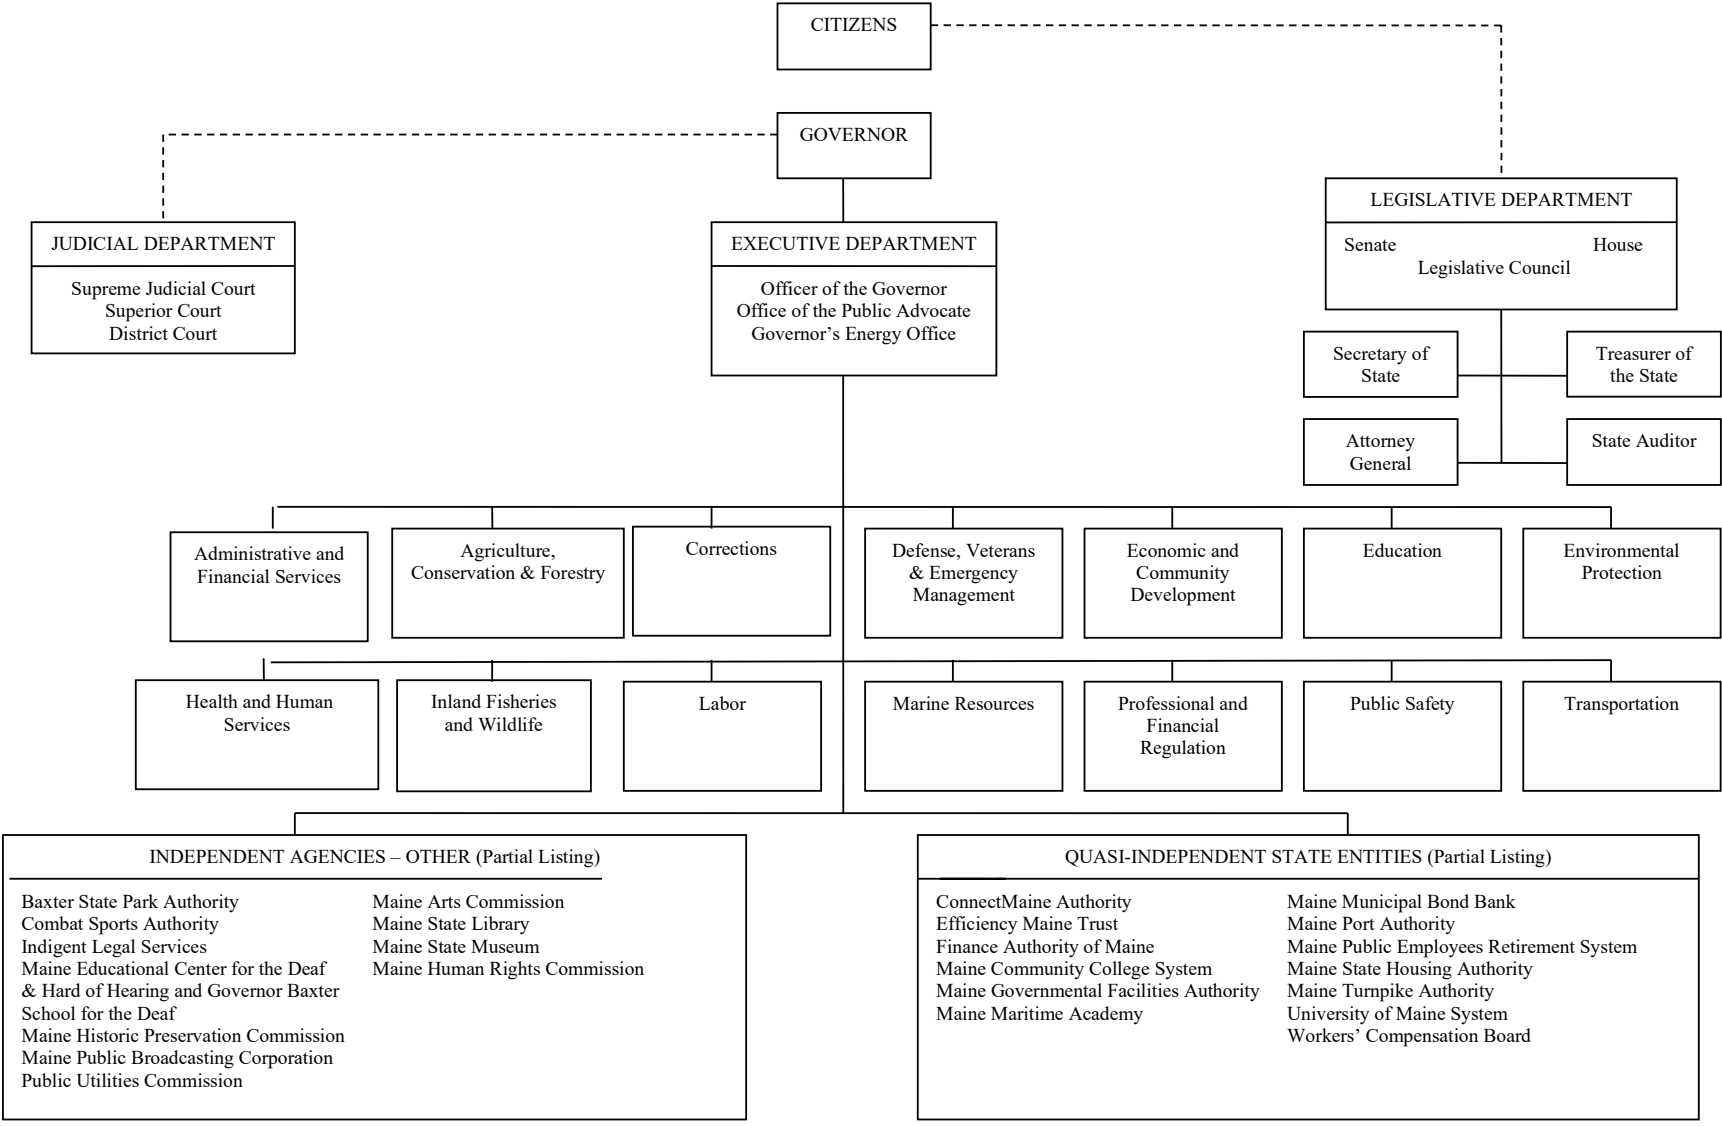 CITIZENS
GOVERNOR
JUDICIAL DEPARTMENT
Supreme Judicial Court
Superior Court
District Court
EXECUTIVE DEPARTMENT
Officer of the Governor
Office of the Public Advocate
Governor’s Energy Office
LEGISLATIVE DEPARTMENT
Senate House
Legislative Council
Secretary of
State
Treasurer of
the State
Attorney
General
State Auditor
Administrative and
Financial Services
Agriculture,
Conservation & Forestry
Corrections
Defense, Veterans
& Emergency
Management
Economic and
Community
Development
Education
Environmental
Protection
Health and Human
Services
Inland Fisheries
and Wildlife
Labor
Marine Resources
Professional and
Financial
Regulation
Public Safety
Transportation
INDEPENDENT AGENCIES – OTHER (Partial Listing)
Baxter State Park Authority
Combat Sports Authority
Indigent Legal Services
Maine Educational Center for the Deaf
& Hard of Hearing and Governor Baxter
School for the Deaf
Maine Historic Preservation Commission
Maine Public Broadcasting Corporation
Public Utilities Commission
Maine Arts Commission
Maine State Library
Maine State Museum
Maine Human Rights Commission
QUASI-INDEPENDENT STATE ENTITIES (Partial Listing)
ConnectMaine Authority
Efficiency Maine Trust
Finance Authority of Maine
Maine Community College System
Maine Governmental Facilities Authority
Maine Maritime Academy
Maine Municipal Bond Bank
Maine Port Authority
Maine Public Employees Retirement System
Maine State Housing Authority
Maine Turnpike Authority
University of Maine System
Workers’ Compensation Board